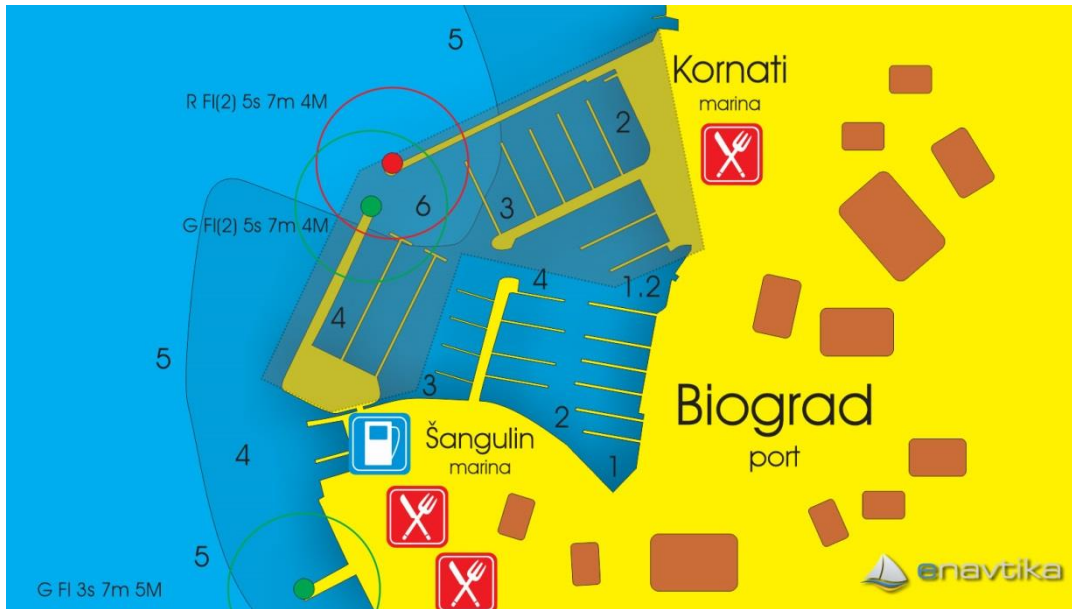 5
Kornati
marina
R Fl(2) 5s 7m 4M
2
6
3
G Fl(2) 5s 7m 4M
4
1.2
4
5
3
Biograd
port
2
Šangulin
marina
4
1
5
G Fl 3s 7m 5M
enavtika